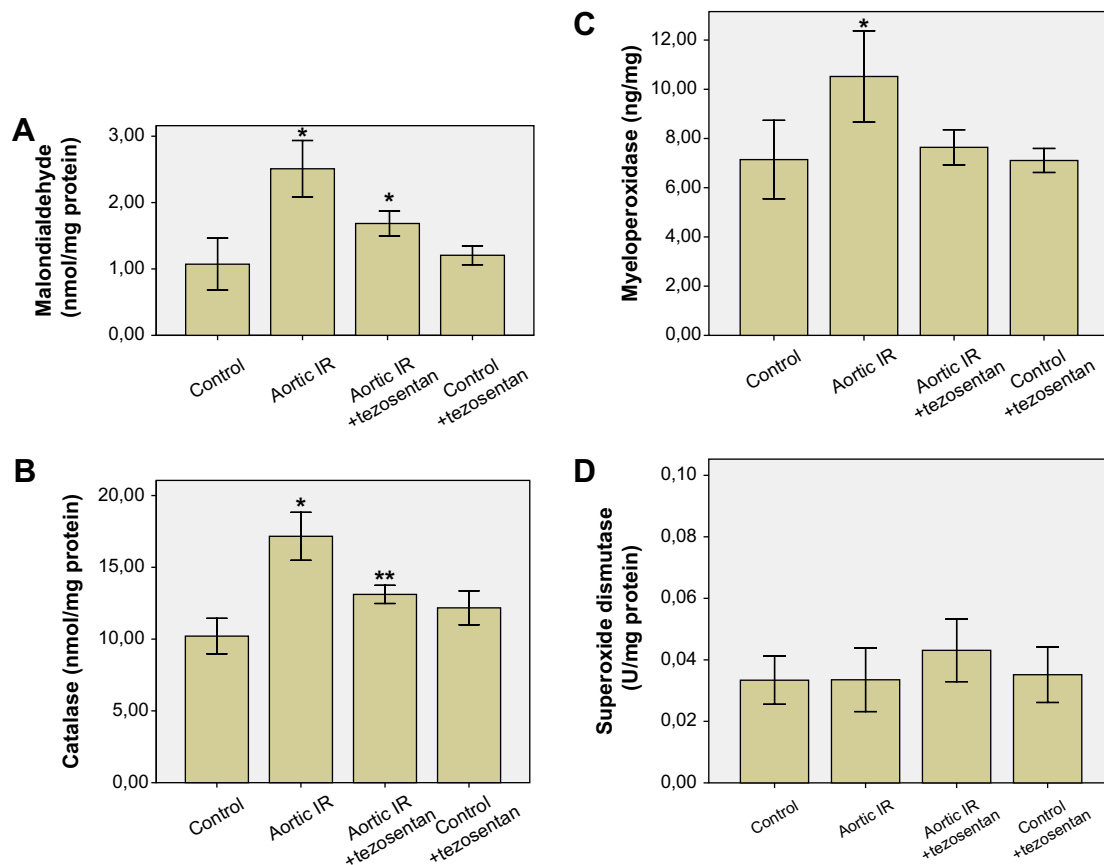 A
Malondialdehyde
(nmol/mg protein)
3,00
2,00
1,00
0,00
*
*
Control
Aortic IR
Aortic IR
+tezosentan
Control
+tezosentan
B
Catalase (nmol/mg protein)
20,00
15,00
10,00
5,00
0,00
*
**
Control
Aortic IR
Aortic IR
+tezosentan
Control
+tezosentan
C
Myeloperoxidase (ng/mg)
12,00
10,00
8,00
6,00
4,00
2,00
0,00
*
Control
Aortic IR
Aortic IR
+tezosentan
Control
+tezosentan
D
Superoxide dismutase
(U/mg protein)
0,10
0,08
0,06
0,04
0,02
0,00
Control
Aortic IR
Aortic IR
+tezosentan
Control
+tezosentan